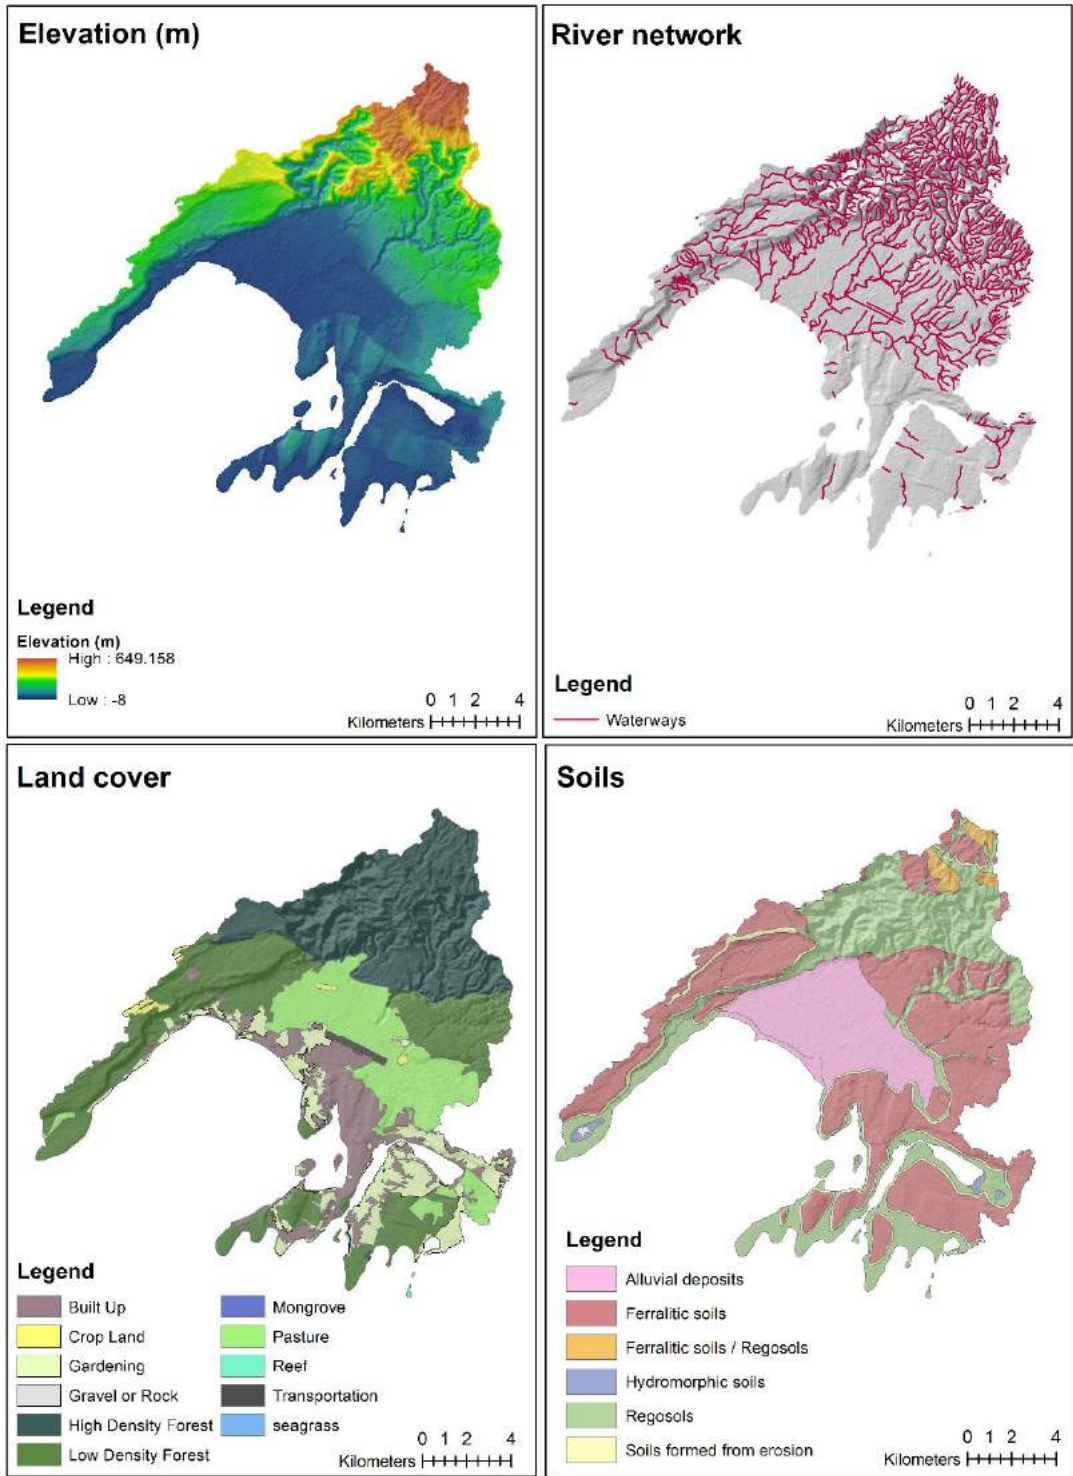 Elevation (m)
Legend
Elevation (m)
High : 649.158
Low : -8
0 1 2 4
Kilometers
River network
Legend
Waterways
0 1 2 4
Kilometers
Land cover
Legend
Built Up
Crop Land
Gardening
Gravel or Rock
High Density Forest
Low Density Forest
Mongrove
Pasture
Reef
Transportation
seagrass
0 1 2 4
Kilometers
Soils
Legend
Alluvial deposits
Ferralitic soils
Ferralitic soils / Regosols
Hydromorphic soils
Regosols
Soils formed from erosion
0 1 2 4
Kilometers